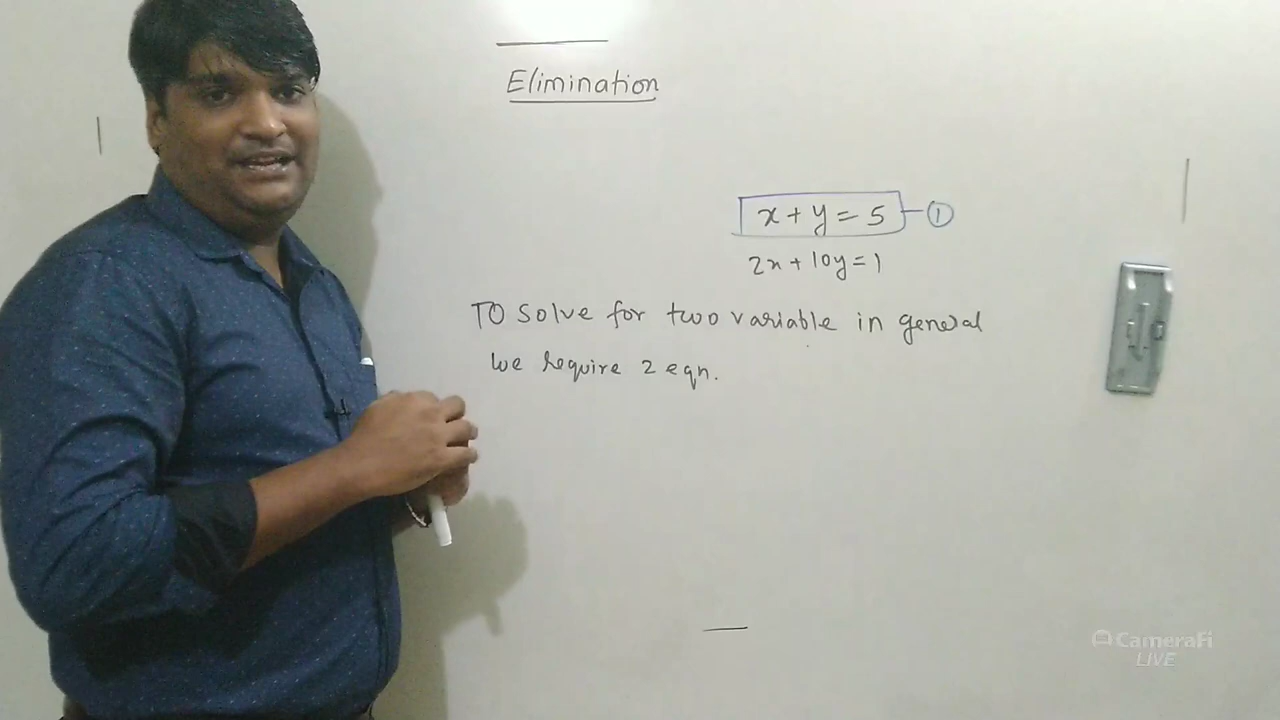 Elimination
x + y = 5 — ①
2x + 10y = 1
TO solve for two variable in general
we require 2 eqn.
CameraFi
LIVE